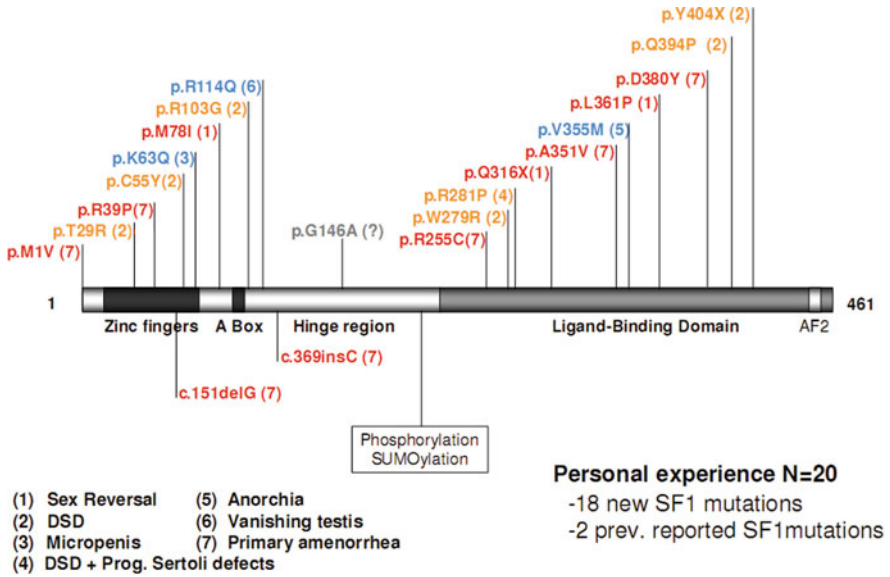 p.Y404X (2)
p.Q394P (2)
p.D380Y (7)
p.R114Q (6)
p.L361P (1)
p.R103G (2)
p.V355M (5)
p.M78I (1)
p.A351V (7)
p.K63Q (3)
p.Q316X(1)
p.C55Y(2)
p.R281P (4)
p.R39P(7)
p.W279R (2)
p.T29R (2)
p.G146A (?)
p.R255C(7)
p.M1V (7)
1
461
Zinc fingers
A Box
Hinge region
Ligand-Binding Domain
AF2
c.369insC (7)
c.151delG (7)
Phosphorylation
SUMOylation
Personal experience N=20
-18 new SF1 mutations
-2 prev. reported SF1mutations
(1) Sex Reversal
(2) DSD
(3) Micropenis
(4) DSD + Prog. Sertoli defects
(5) Anorchia
(6) Vanishing testis
(7) Primary amenorrhea